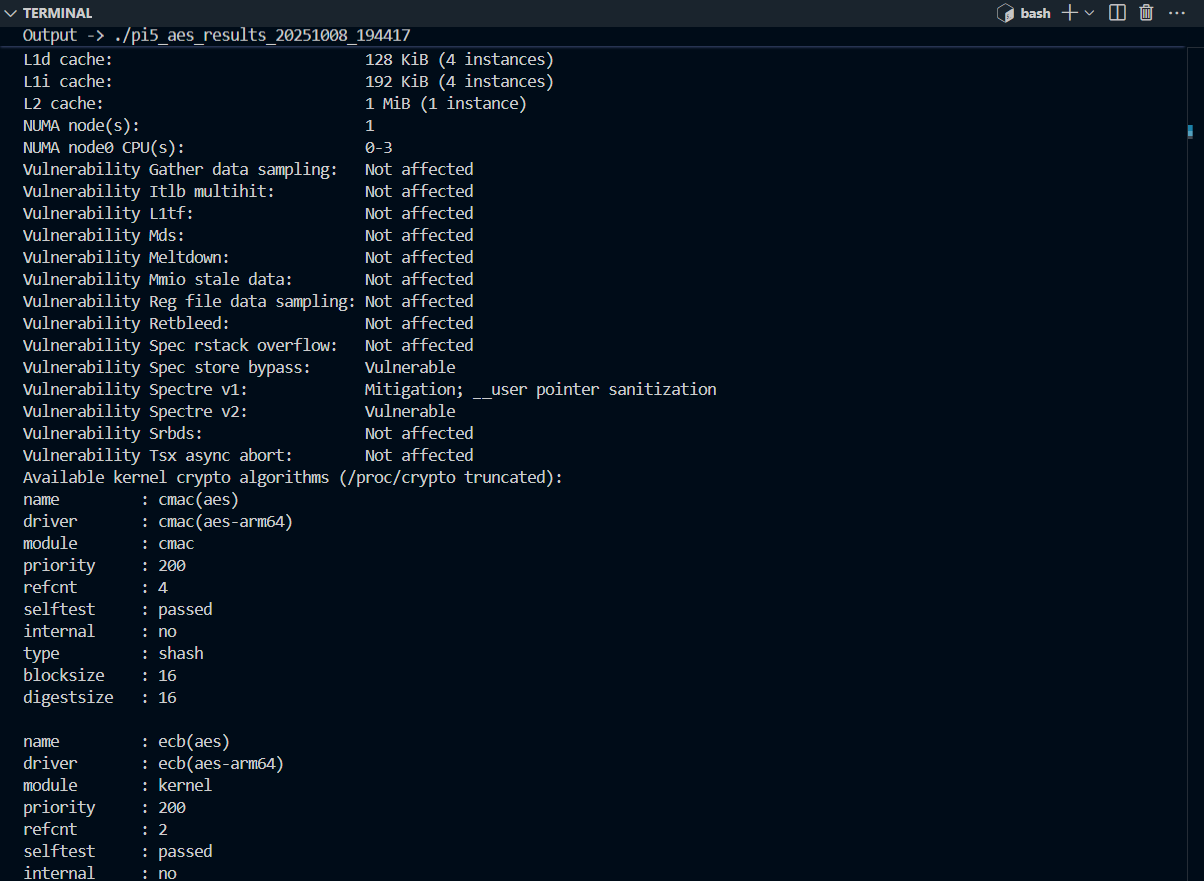 TERMINAL
bash
Output -> ./pi5_aes_results_20251008_194417
L1d cache: 128 KiB (4 instances)
L1i cache: 192 KiB (4 instances)
L2 cache: 1 MiB (1 instance)
NUMA node(s): 1
NUMA node0 CPU(s): 0-3
Vulnerability Gather data sampling: Not affected
Vulnerability Itlb multihit: Not affected
Vulnerability L1tf: Not affected
Vulnerability Mds: Not affected
Vulnerability Meltdown: Not affected
Vulnerability Mmio stale data: Not affected
Vulnerability Reg file data sampling: Not affected
Vulnerability Retbleed: Not affected
Vulnerability Spec rstack overflow: Not affected
Vulnerability Spec store bypass: Vulnerable
Vulnerability Spectre v1: Mitigation; __user pointer sanitization
Vulnerability Spectre v2: Vulnerable
Vulnerability Srbds: Not affected
Vulnerability Tsx async abort: Not affected
Available kernel crypto algorithms (/proc/crypto truncated):
name : cmac(aes)
driver : cmac(aes-arm64)
module : cmac
priority : 200
refcnt : 4
selftest : passed
internal : no
type : shash
blocksize : 16
digestsize : 16
name : ecb(aes)
driver : ecb(aes-arm64)
module : kernel
priority : 200
refcnt : 2
selftest : passed
internal : no